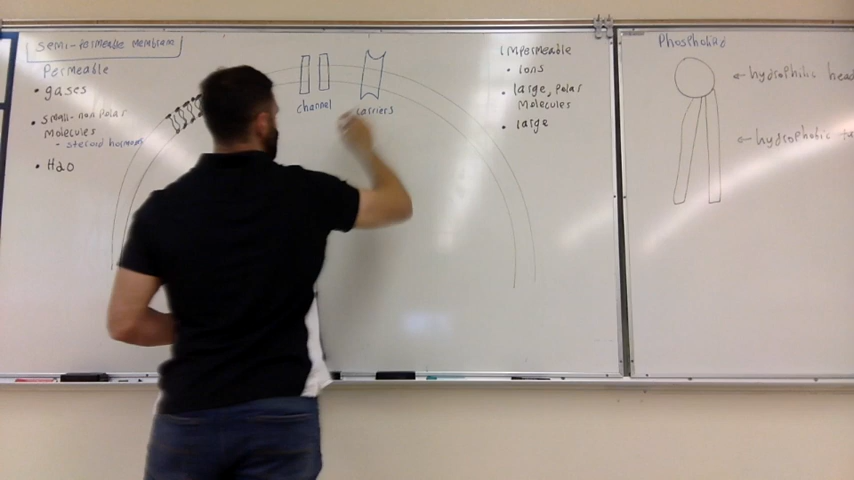 Semi-Permeable Membrane
Permeable
• gases
• small-non polar
Molecules
- steroid hormones
• H2O
channel
carriers
Impermeable
• Ions
• large, polar
Molecules
• large
Phospholipid
hydrophilic head
hydrophobic